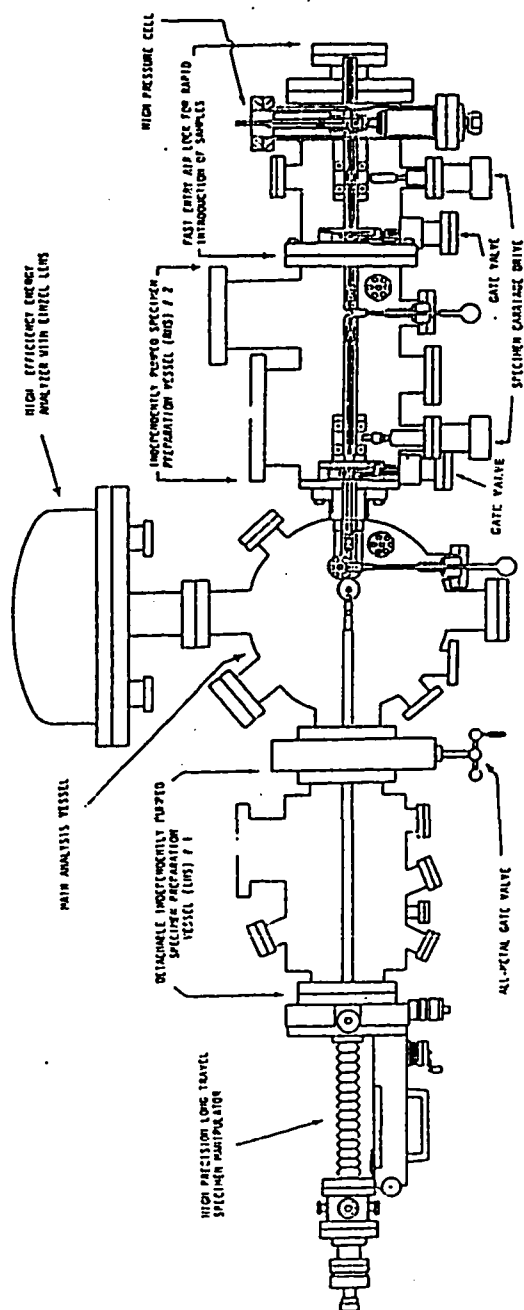 HIGH EFFICIENCY ENERGY
ANALYZER WITH EINZEL LENS
MAIN ANALYSIS VESSEL
INDEPENDENTLY PUMPED SPECIMEN
PREPARATION VESSEL (RHS) / 2
FAST ENTRY AIR LOCK FOR RAPID
INTRODUCTION OF SAMPLES
HIGH PRESSURE CELL
DETACHABLE INDEPENDENTLY PUMPED
SPECIMEN PREPARATION
VESSEL (LHS) / 1
HIGH PRECISION LONG TRAVEL
SPECIMEN MANIPULATOR
ALL-METAL GATE VALVE
GATE VALVE
GATE VALVE
SPECIMEN CARRIAGE DRIVE